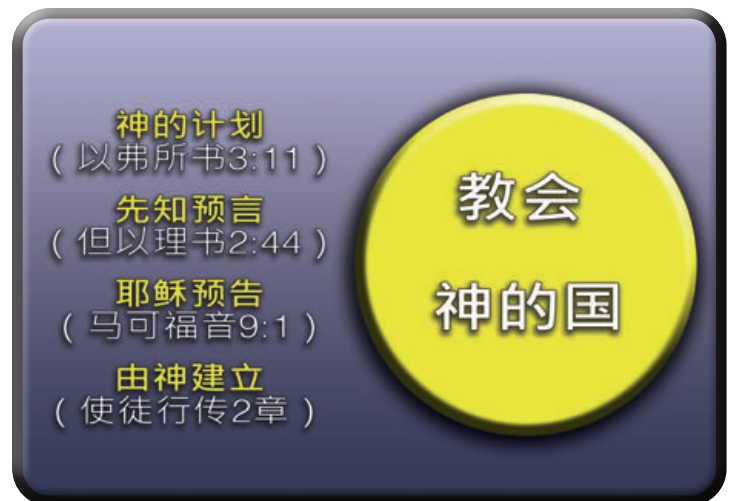 神的计划
( 以弗所书3:11 )
先知预言
( 但以理书2:44 )
耶稣预告
( 马可福音9:1 )
由神建立
( 使徒行传2章 )
教会
神的国